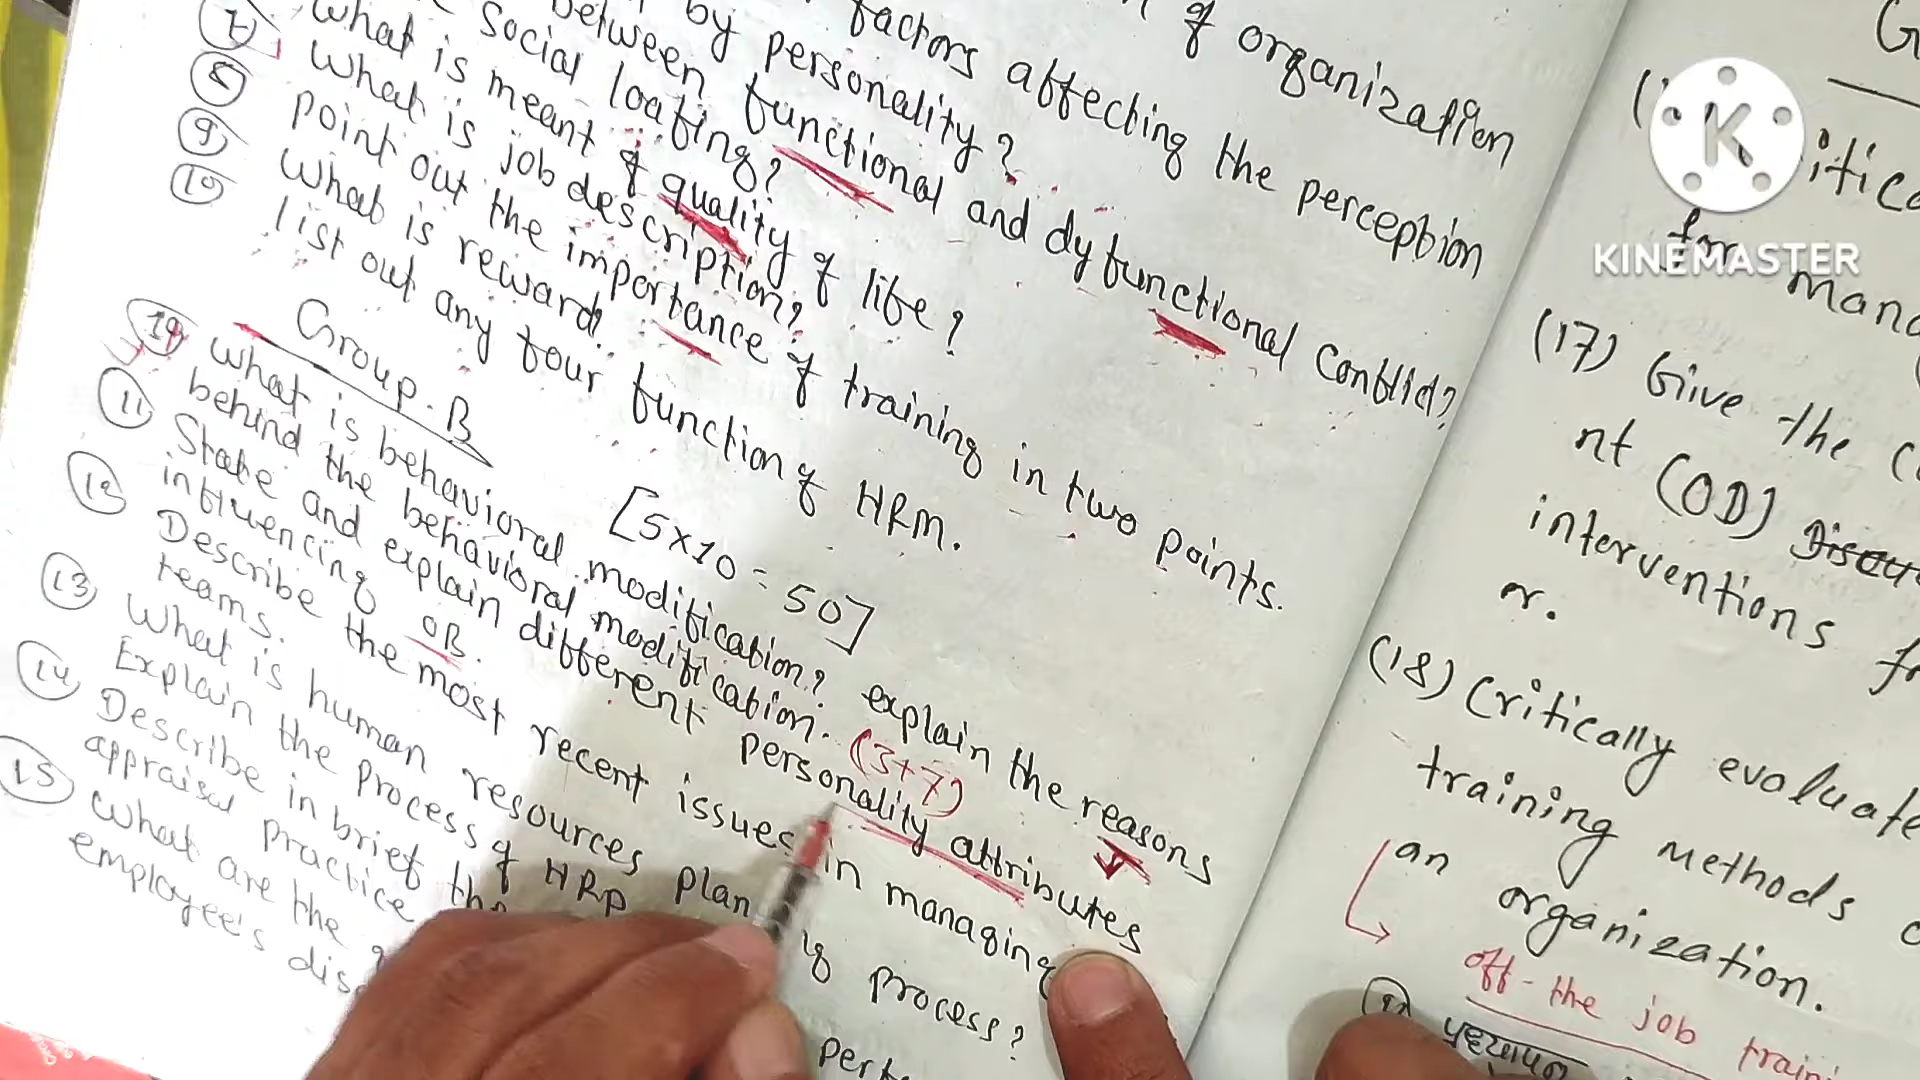 of organization
factors affecting the perception
by personality?
between functional and dyfunctional conflict?
social loafing?
what is meant of quality of life?
(7) what is job description?
(8) point out the importance of training in two points.
(9) what is reward?
(10) list out any four function of HRM.
Group-B
[5×10=50]
what is behavioral modification? explain the reasons
behind the behavioral modification. (3+7)
(11) State and explain different personality attributes
influencing OB.
(12) Describe the most recent issues in managing
teams.
(13) What is human resources planning process?
Explain the process of HRP
(14) Describe in brief the
appraisal practice
(15) what are the
employee's
KINEMASTER
for
(17) Give the
nt (OD)
interventions
or.
(18) Critically evaluate
training methods
an organization.
off-the job